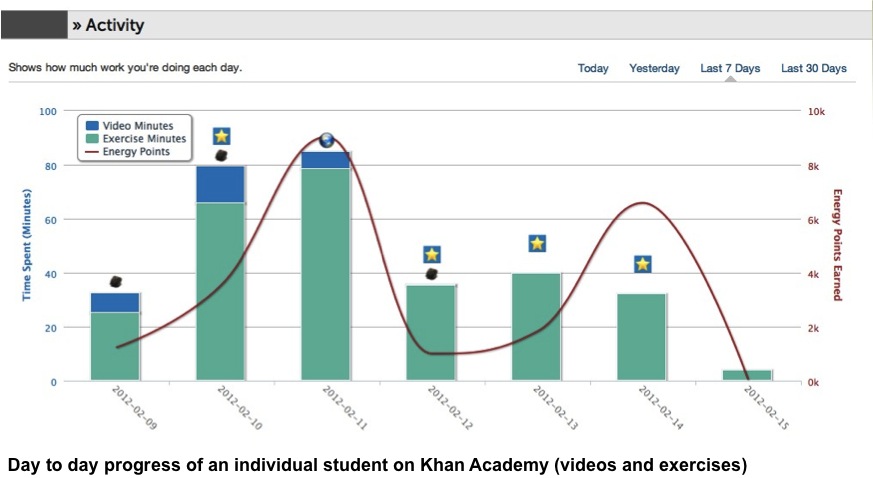 » Activity
Shows how much work you're doing each day.
Today Yesterday Last 7 Days Last 30 Days
100 10k
Video Minutes
Exercise Minutes
Energy Points
80 8k
60 6k
40 4k
20 2k
0 0k
Time Spent (Minutes)
Energy Points Earned
2012-02-09 2012-02-10 2012-02-11 2012-02-12 2012-02-13 2012-02-14 2012-02-15
Day to day progress of an individual student on Khan Academy (videos and exercises)